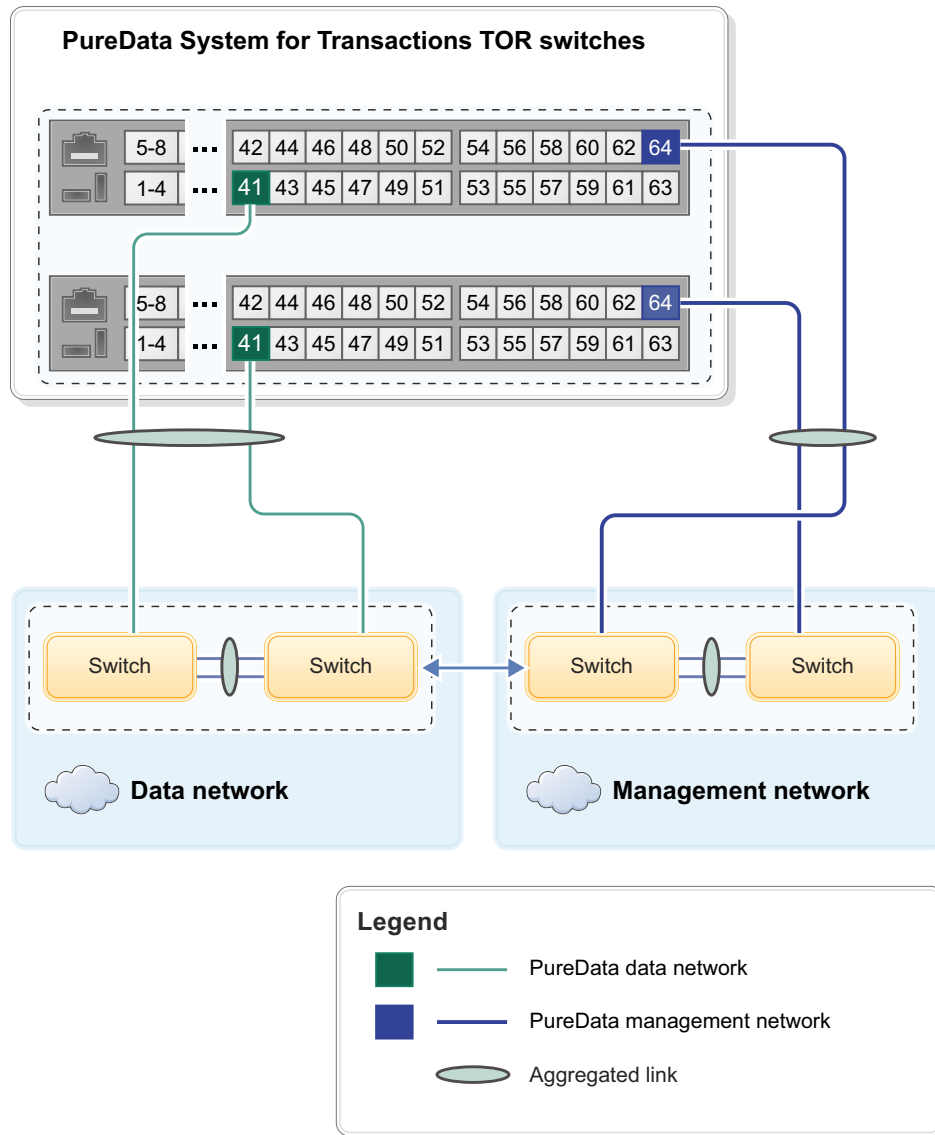 PureData System for Transactions TOR switches
5-8 ... 42 44 46 48 50 52 54 56 58 60 62 64
1-4 ... 41 43 45 47 49 51 53 55 57 59 61 63
5-8 ... 42 44 46 48 50 52 54 56 58 60 62 64
1-4 ... 41 43 45 47 49 51 53 55 57 59 61 63
Switch Switch Switch Switch
Data network Management network
Legend
PureData data network
PureData management network
Aggregated link